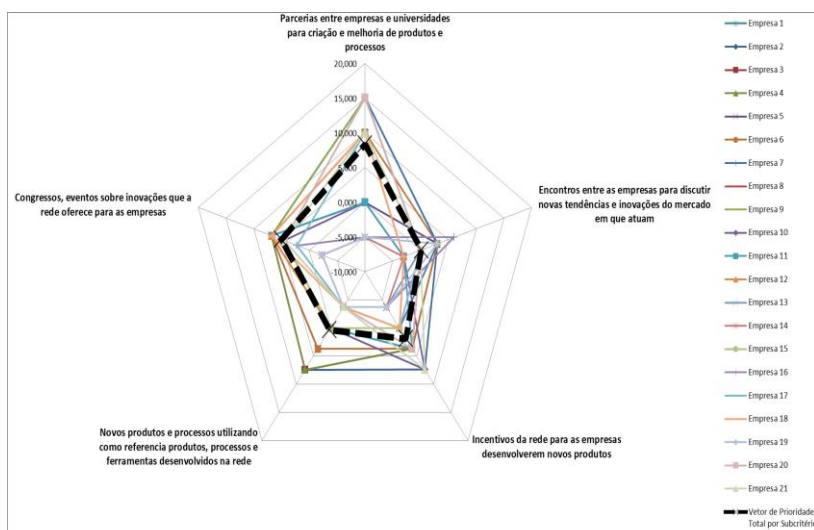 Parcerias entre empresas e universidades
para criação e melhoria de produtos e
processos
20,000
15,000
10,000
5,000
0,000
-5,000
-10,000
Encontros entre as empresas para discutir
novas tendências e inovações do mercado
em que atuam
Incentivos da rede para as empresas
desenvolverem novos produtos
Novos produtos e processos utilizando
como referencia produtos, processos e
ferramentas desenvolvidos na rede
Congressos, eventos sobre inovações que a
rede oferece para as empresas
Empresa 1
Empresa 2
Empresa 3
Empresa 4
Empresa 5
Empresa 6
Empresa 7
Empresa 8
Empresa 9
Empresa 10
Empresa 11
Empresa 12
Empresa 13
Empresa 14
Empresa 15
Empresa 16
Empresa 17
Empresa 18
Empresa 19
Empresa 20
Empresa 21
Vetor de Prioridade
Total por Subcritério